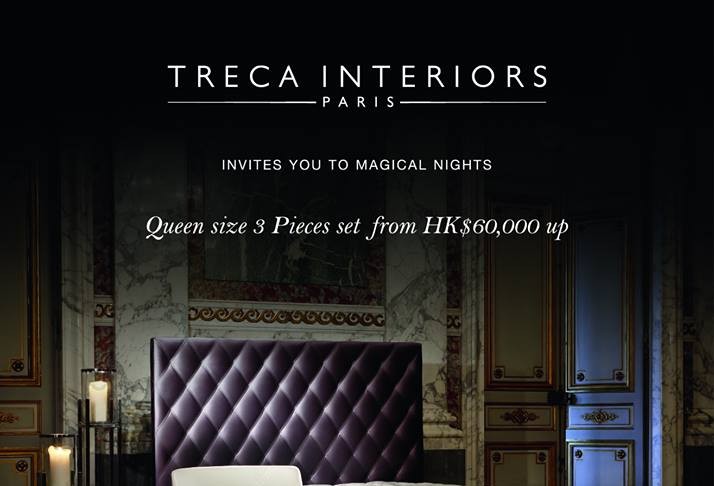 TRECA INTERIORS
PARIS
INVITES YOU TO MAGICAL NIGHTS
Queen size 3 Pieces set from HK$60,000 up